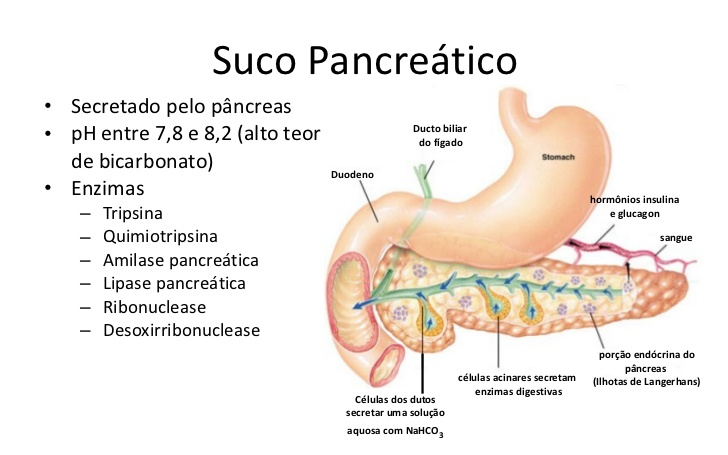 Suco Pancreático
• Secretado pelo pâncreas
• pH entre 7,8 e 8,2 (alto teor
de bicarbonato)
• Enzimas
– Tripsina
– Quimiotripsina
– Amilase pancreática
– Lipase pancreática
– Ribonuclease
– Desoxirribonuclease
Ducto biliar
do fígado
Stomach
Duodeno
hormônios insulina
e glucagon
sangue
porção endócrina do
pâncreas
(Ilhotas de Langerhans)
células acinares secretam
enzimas digestivas
Células dos dutos
secretar uma solução
aquosa com NaHCO₃